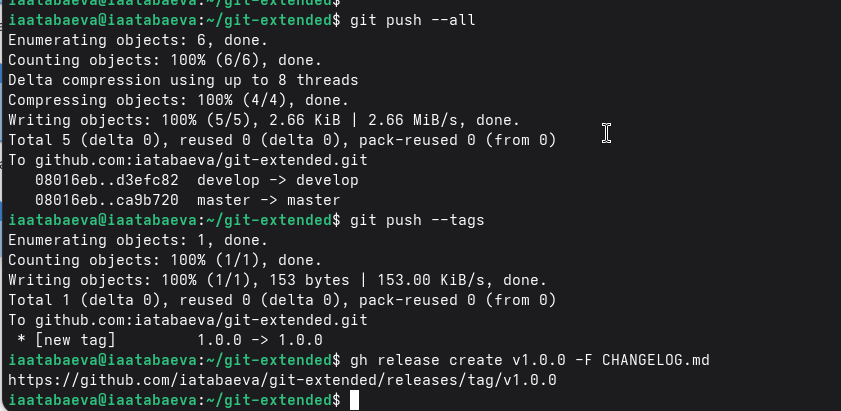 iaatabaeva@iaatabaeva:~/git-extended$
iaatabaeva@iaatabaeva:~/git-extended$ git push --all
Enumerating objects: 6, done.
Counting objects: 100% (6/6), done.
Delta compression using up to 8 threads
Compressing objects: 100% (4/4), done.
Writing objects: 100% (5/5), 2.66 KiB | 2.66 MiB/s, done.
Total 5 (delta 0), reused 0 (delta 0), pack-reused 0 (from 0)
To github.com:iatabaeva/git-extended.git
   08016eb..d3efc82  develop -> develop
   08016eb..ca9b720  master -> master
iaatabaeva@iaatabaeva:~/git-extended$ git push --tags
Enumerating objects: 1, done.
Counting objects: 100% (1/1), done.
Writing objects: 100% (1/1), 153 bytes | 153.00 KiB/s, done.
Total 1 (delta 0), reused 0 (delta 0), pack-reused 0 (from 0)
To github.com:iatabaeva/git-extended.git
 * [new tag]         1.0.0 -> 1.0.0
iaatabaeva@iaatabaeva:~/git-extended$ gh release create v1.0.0 -F CHANGELOG.md
https://github.com/iatabaeva/git-extended/releases/tag/v1.0.0
iaatabaeva@iaatabaeva:~/git-extended$